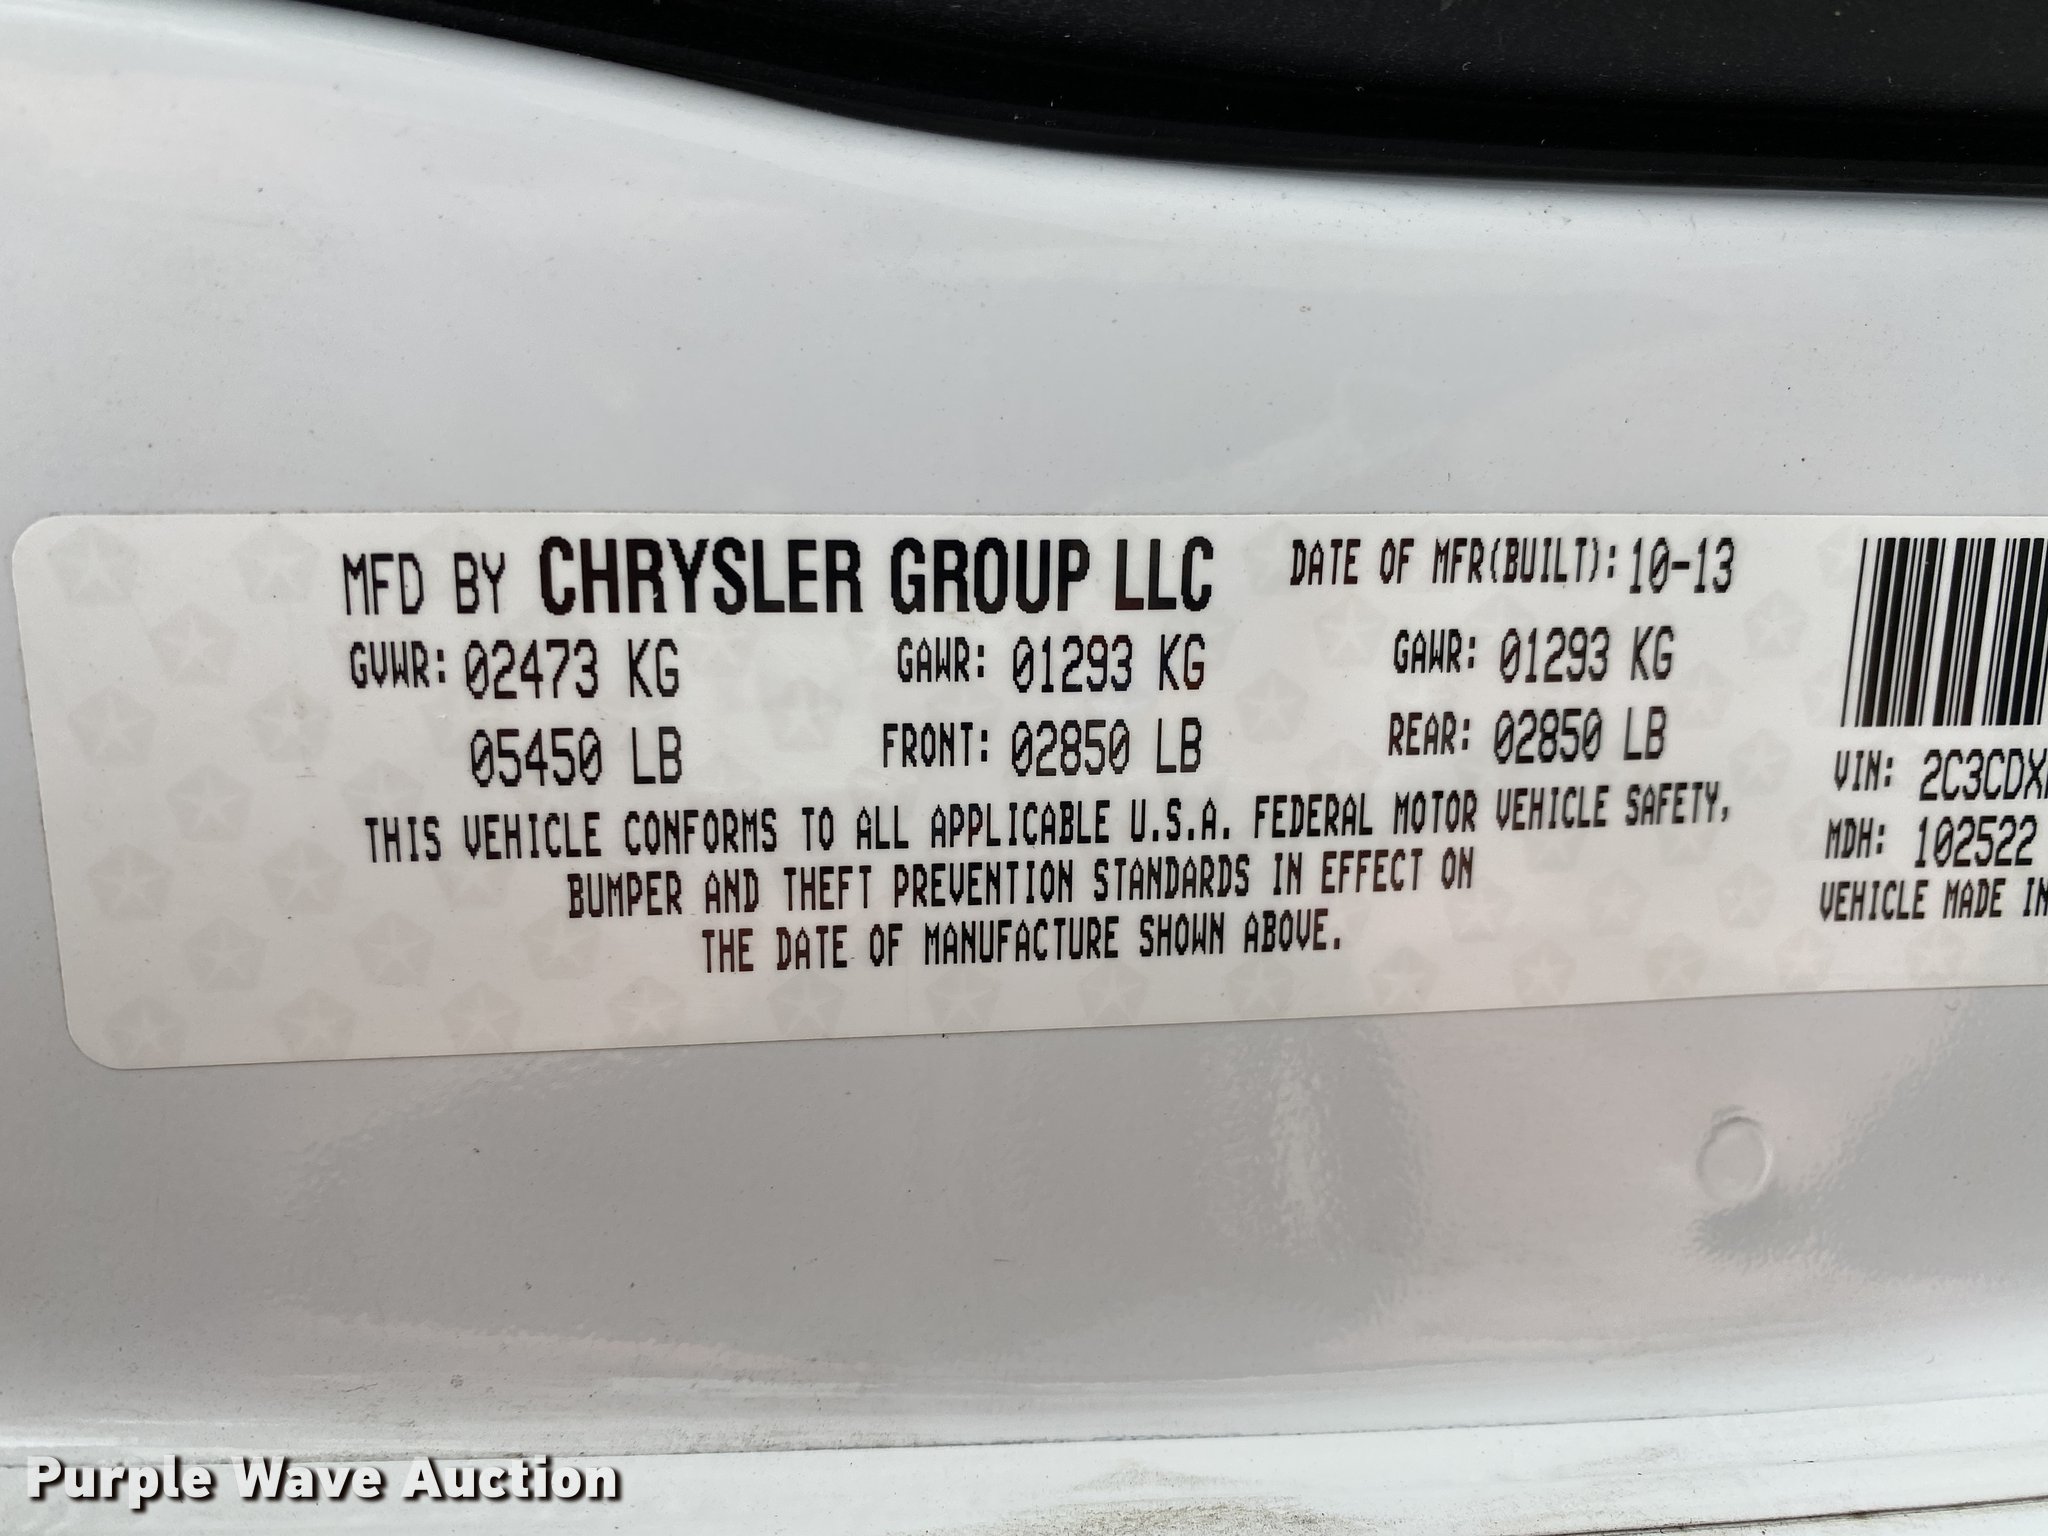 MFD BY CHRYSLER GROUP LLC DATE OF MFR(BUILT): 10-13
GVWR: 02473 KG GAWR: 01293 KG GAWR: 01293 KG
05450 LB FRONT: 02850 LB REAR: 02850 LB
THIS VEHICLE CONFORMS TO ALL APPLICABLE U.S.A. FEDERAL MOTOR VEHICLE SAFETY,
BUMPER AND THEFT PREVENTION STANDARDS IN EFFECT ON
THE DATE OF MANUFACTURE SHOWN ABOVE.
VIN: 2C3CDX
MDH: 102522
VEHICLE MADE IN
Purple Wave Auction